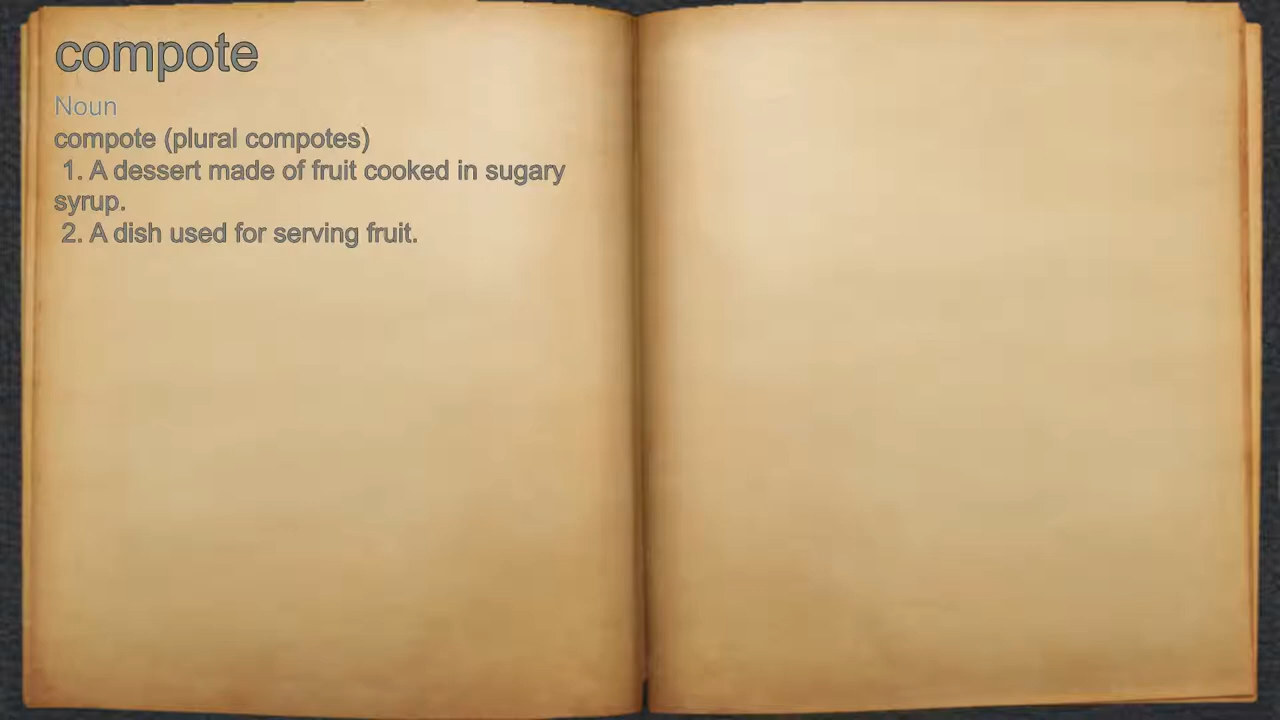 compote
Noun
compote (plural compotes)
1. A dessert made of fruit cooked in sugary
syrup.
2. A dish used for serving fruit.